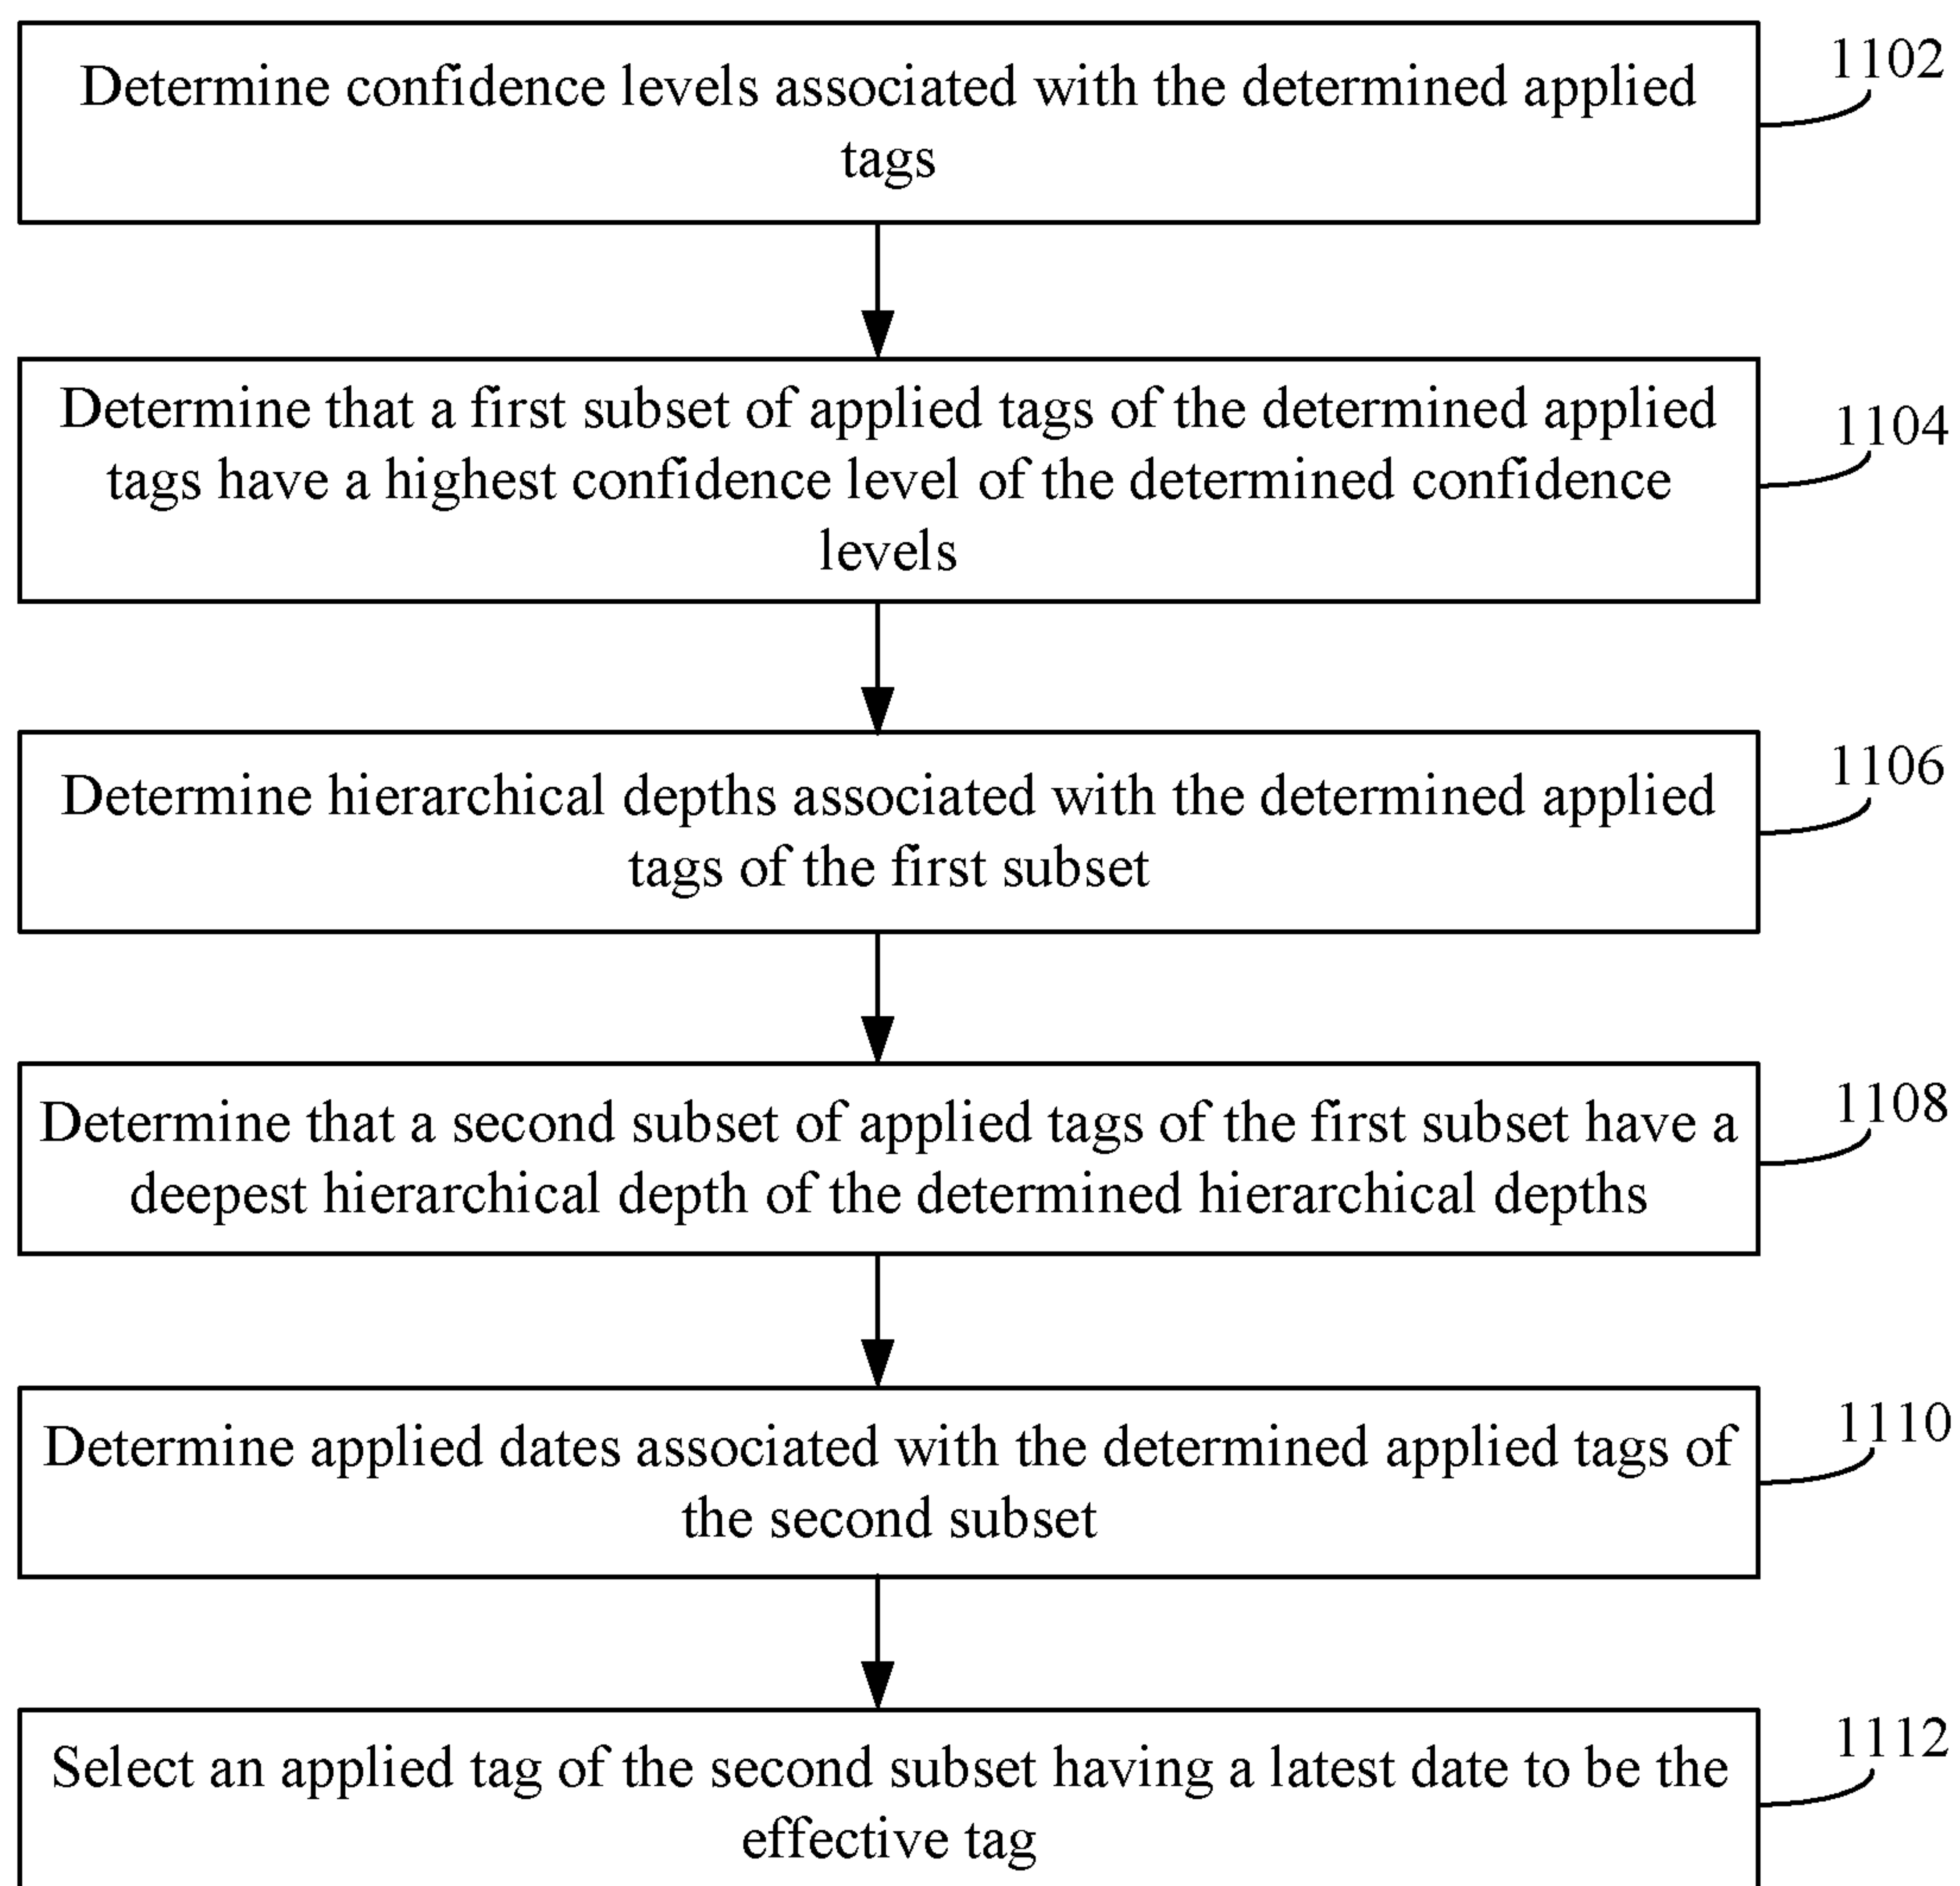 Determine confidence levels associated with the determined applied
tags
1102
Determine that a first subset of applied tags of the determined applied
tags have a highest confidence level of the determined confidence
levels
1104
Determine hierarchical depths associated with the determined applied
tags of the first subset
1106
Determine that a second subset of applied tags of the first subset have a
deepest hierarchical depth of the determined hierarchical depths
1108
Determine applied dates associated with the determined applied tags of
the second subset
1110
Select an applied tag of the second subset having a latest date to be the
effective tag
1112